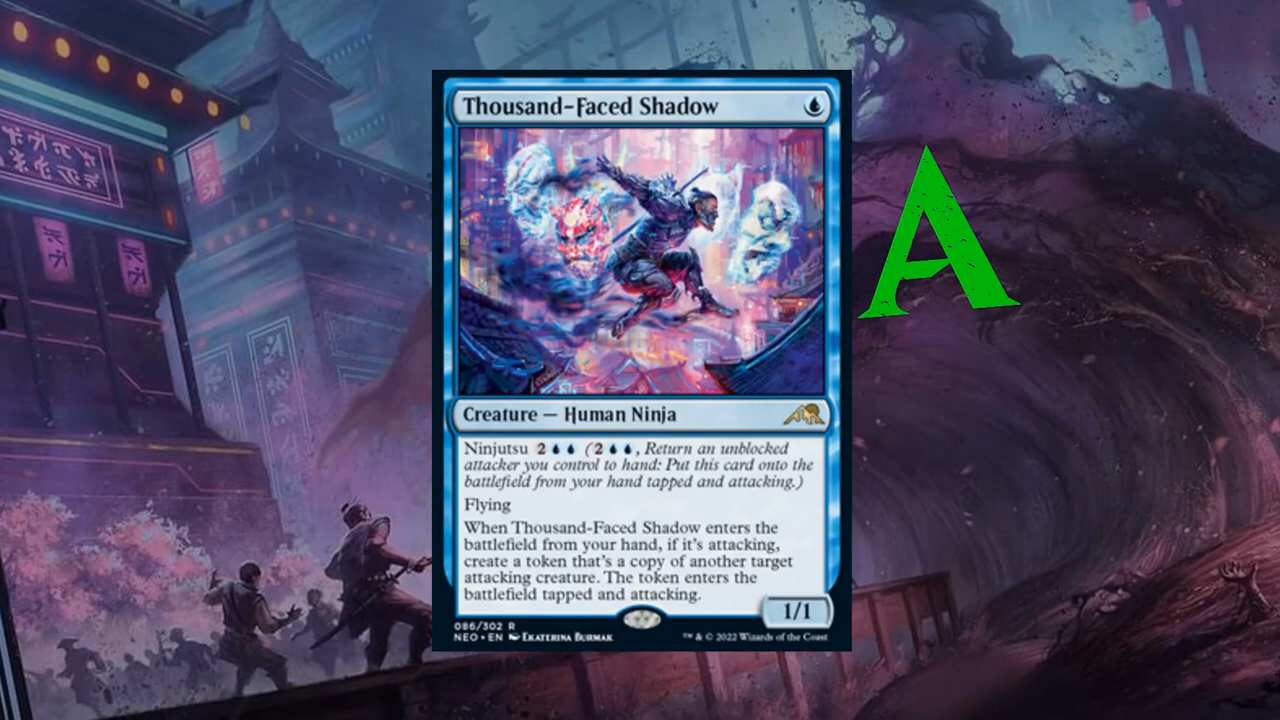 Thousand-Faced Shadow
A
Creature — Human Ninja
Ninjutsu 2 (2, Return an unblocked
attacker you control to hand: Put this card onto the
battlefield from your hand tapped and attacking.)
Flying
When Thousand-Faced Shadow enters the
battlefield from your hand, if it's attacking,
create a token that's a copy of another target
attacking creature. The token enters the
battlefield tapped and attacking.
1/1
086/302 R
NEO • EN Ekaterina Burmak
™ & © 2022 Wizards of the Coast